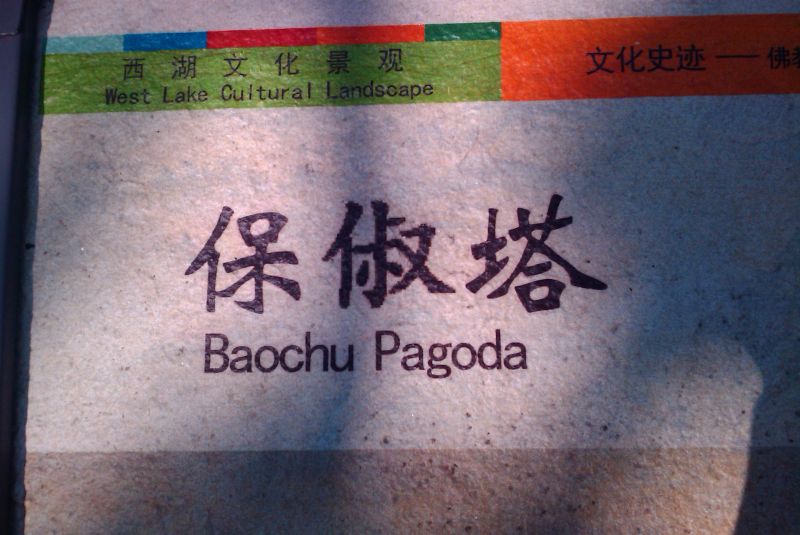 西湖文化景观
West Lake Cultural Landscape
文化史迹 —— 佛教
保俶塔
Baochu Pagoda